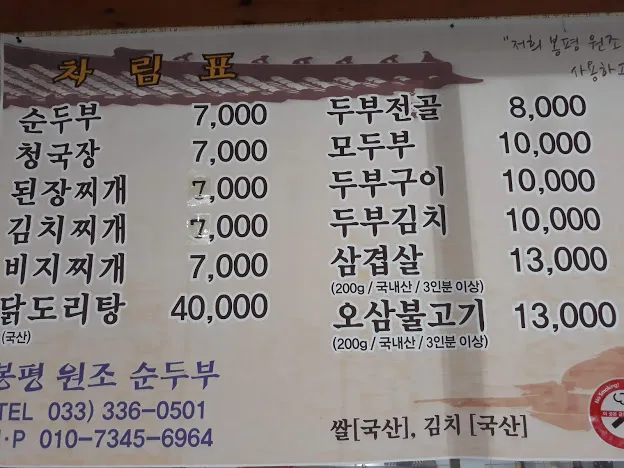 차림표
"저희 봉평 원조
사용하고
순두부 7,000
청국장 7,000
된장찌개 7,000
김치찌개 7,000
비지찌개 7,000
닭도리탕 40,000
(국산)
두부전골 8,000
모두부 10,000
두부구이 10,000
두부김치 10,000
삼겹살 13,000
(200g / 국내산 / 3인분 이상)
오삼불고기 13,000
(200g / 국내산 / 3인분 이상)
봉평 원조 순두부
TEL 033) 336-0501
H·P 010-7345-6964
쌀[국산], 김치 [국산]
No Smoking!